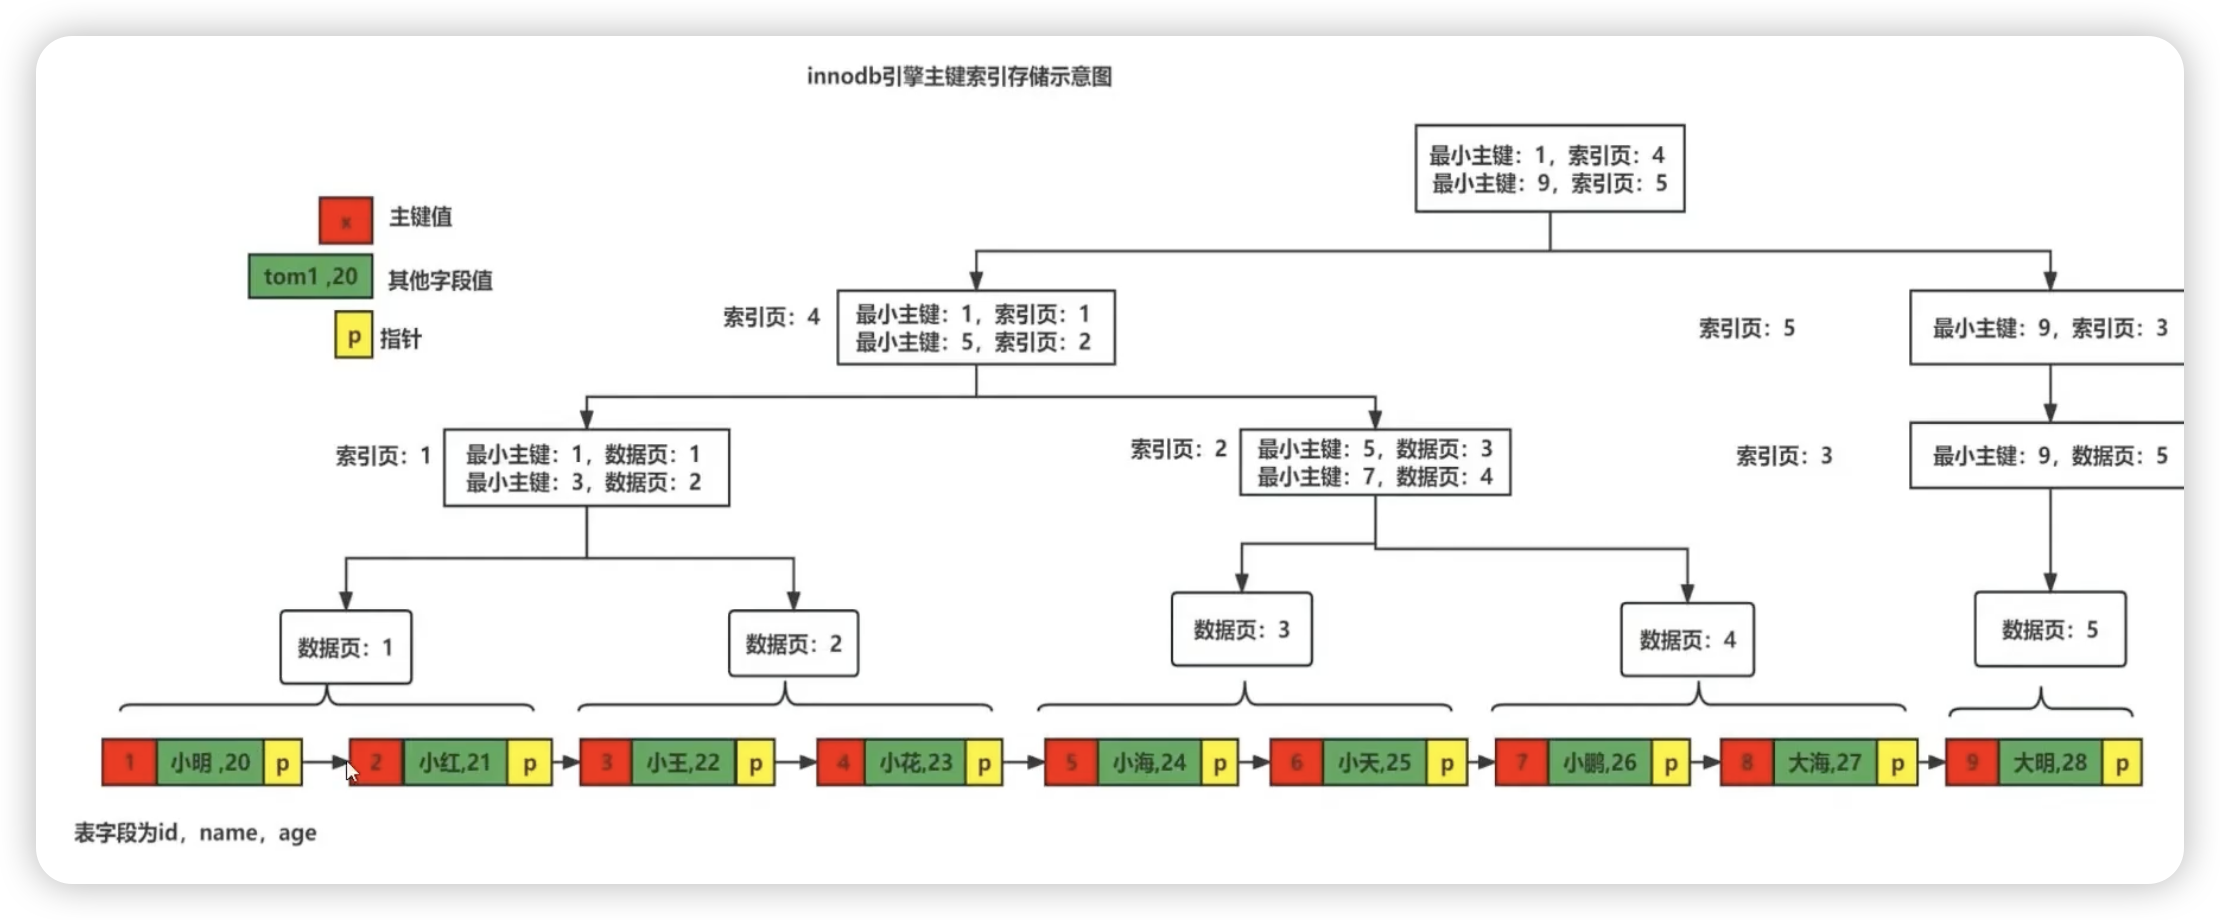 innodb引擎主键索引存储示意图
最小主键：1，索引页：4
最小主键：9，索引页：5
x 主键值
tom1 ,20 其他字段值
p 指针
索引页：4
最小主键：1，索引页：1
最小主键：5，索引页：2
索引页：5
最小主键：9，索引页：3
索引页：1
最小主键：1，数据页：1
最小主键：3，数据页：2
索引页：2
最小主键：5，数据页：3
最小主键：7，数据页：4
索引页：3
最小主键：9，数据页：5
数据页：1
数据页：2
数据页：3
数据页：4
数据页：5
1 小明 ,20 p 2 小红,21 p 3 小王,22 p 4 小花,23 p 5 小海,24 p 6 小天,25 p 7 小鹏,26 p 8 大海,27 p 9 大明,28 p
表字段为id，name，age